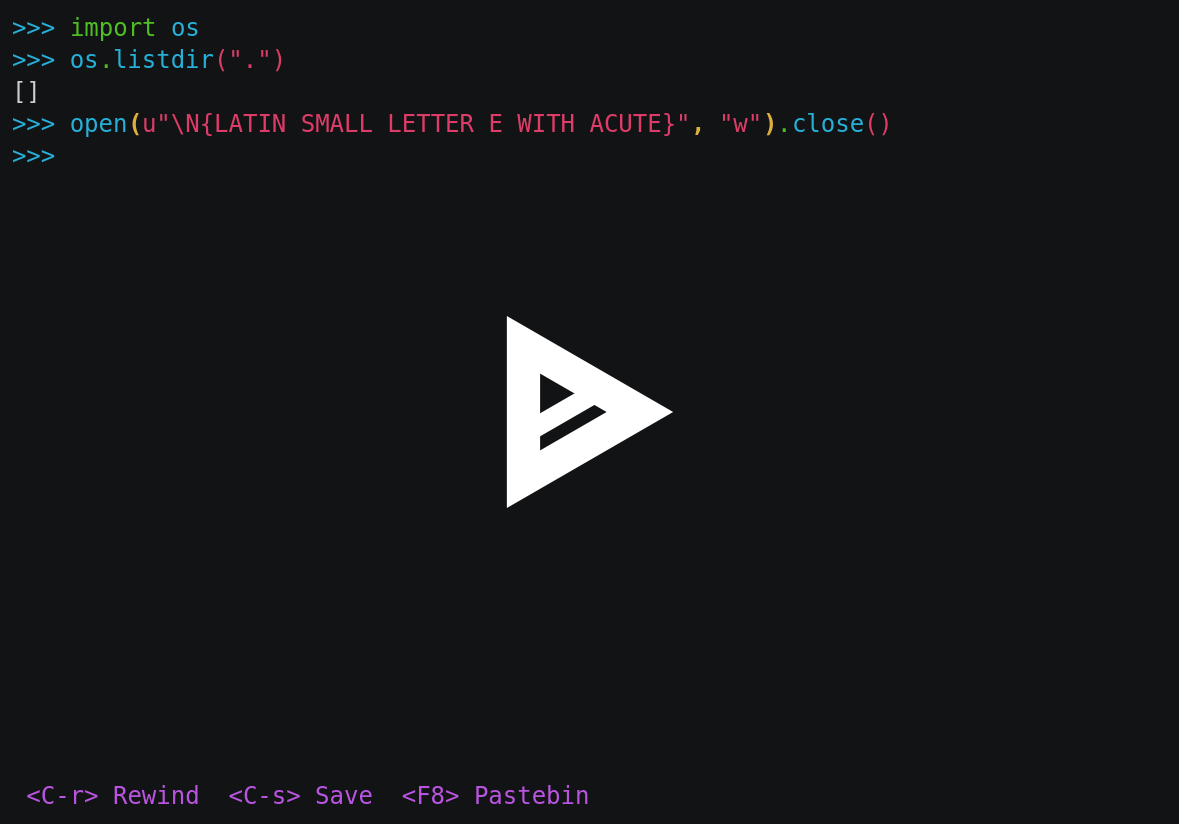 >>> import os
>>> os.listdir(".")
[]
>>> open(u"\N{LATIN SMALL LETTER E WITH ACUTE}", "w").close()
>>>
<C-r> Rewind  <C-s> Save  <F8> Pastebin